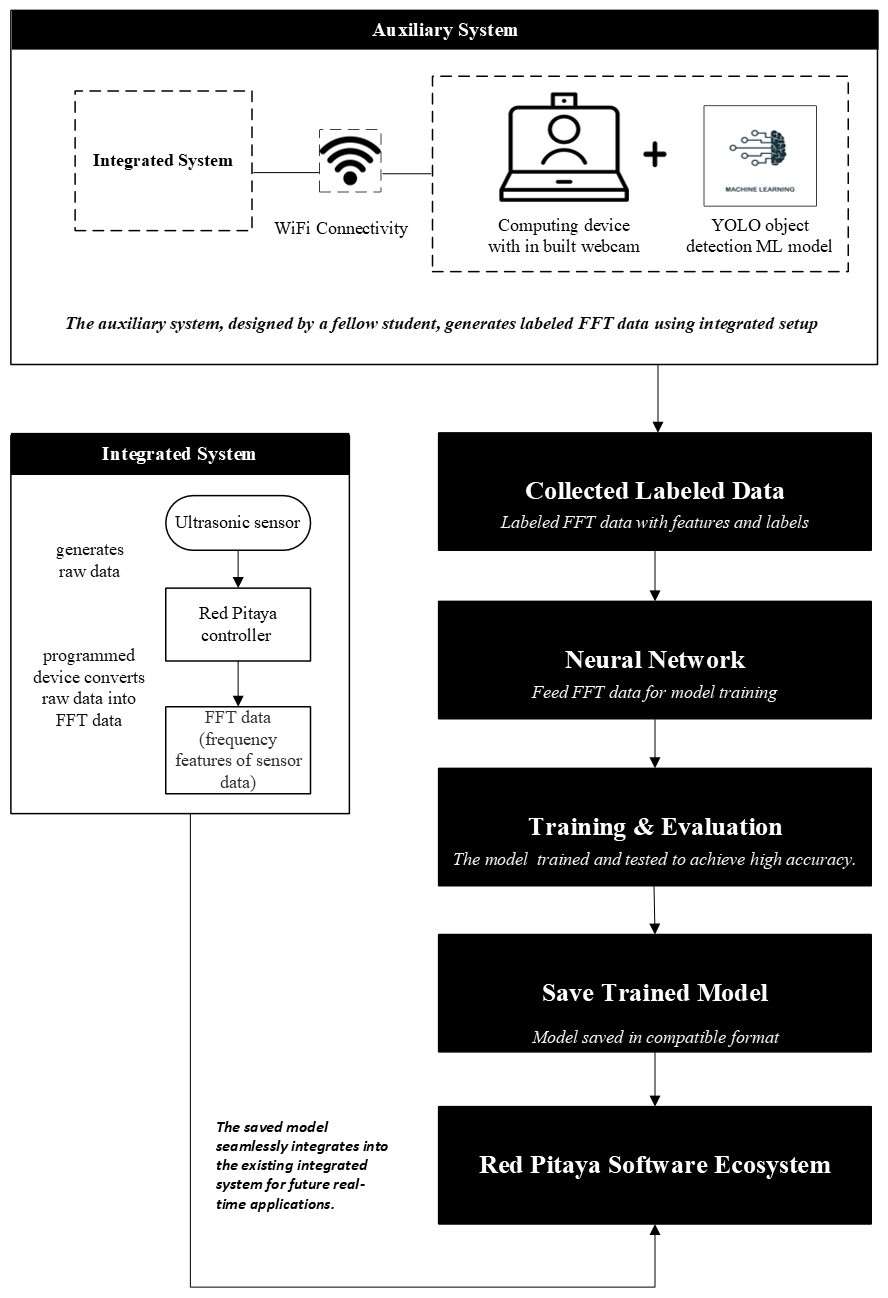 Auxiliary System
Integrated System
WiFi Connectivity
Computing device
with in built webcam
MACHINE LEARNING
YOLO object
detection ML model
The auxiliary system, designed by a fellow student, generates labeled FFT data using integrated setup
Integrated System
Ultrasonic sensor
generates
raw data
Red Pitaya
controller
programmed
device converts
raw data into
FFT data
FFT data
(frequency
features of sensor
data)
Collected Labeled Data
Labeled FFT data with features and labels
Neural Network
Feed FFT data for model training
Training & Evaluation
The model  trained and tested to achieve high accuracy.
Save Trained Model
Model saved in compatible format
Red Pitaya Software Ecosystem
The saved model
seamlessly integrates into
the existing integrated
system for future real-
time applications.